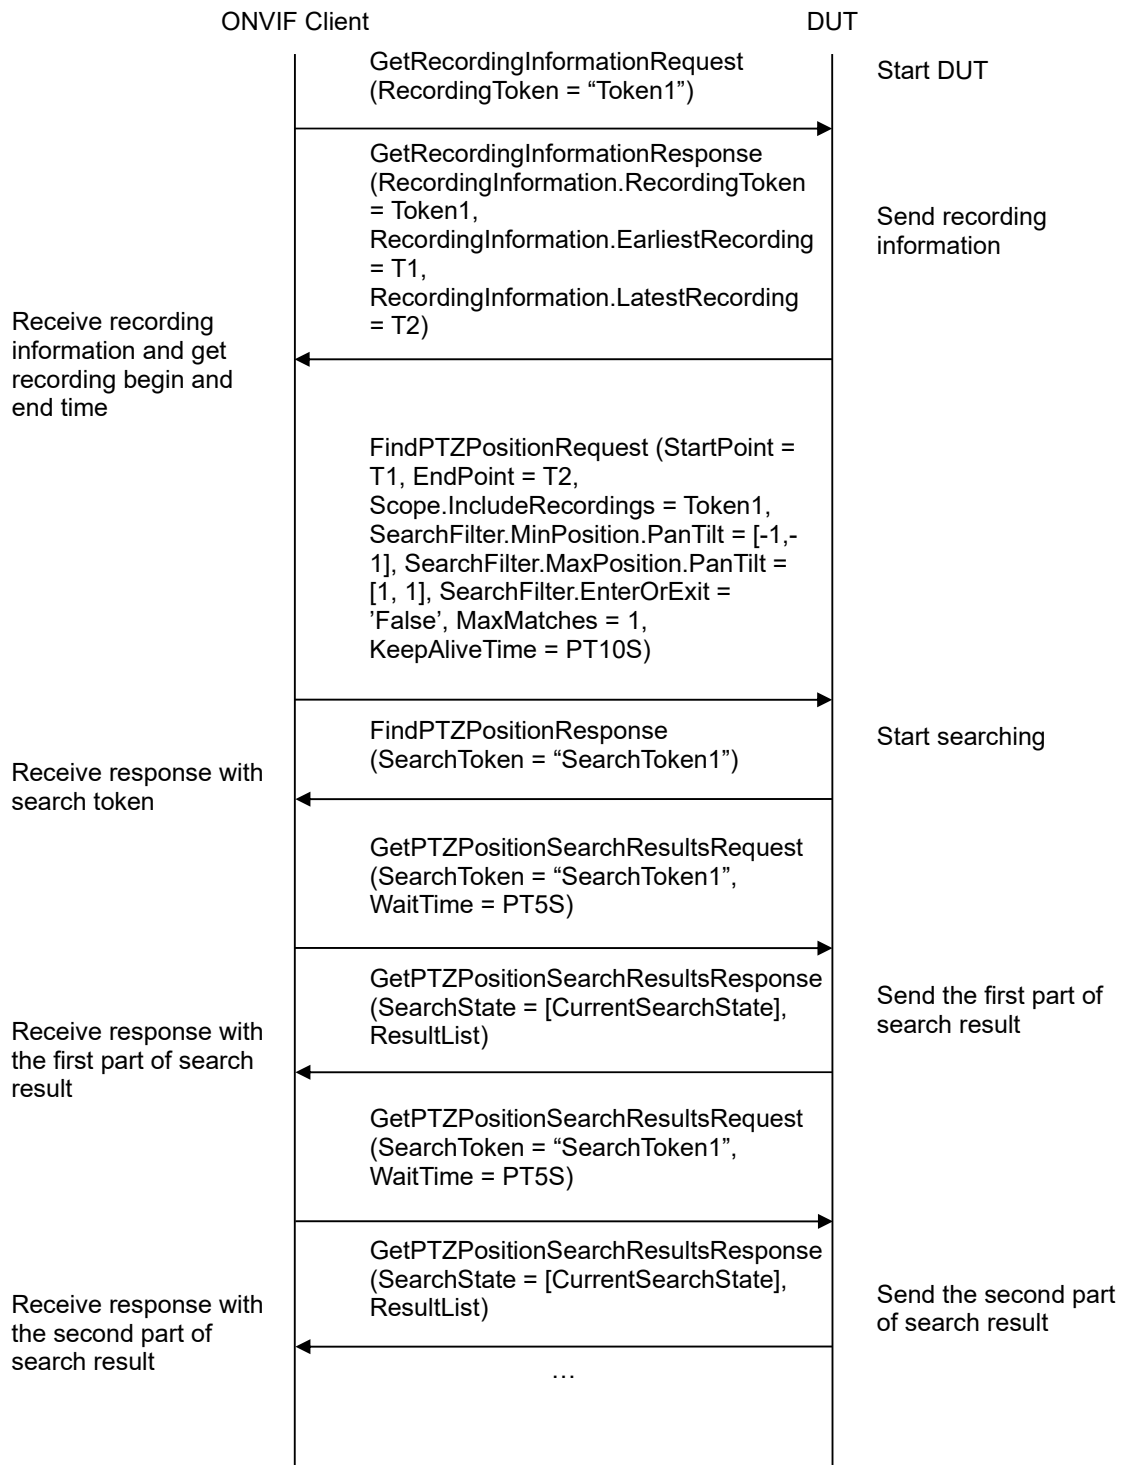 ONVIF Client
DUT
GetRecordingInformationRequest
(RecordingToken = “Token1”)
Start DUT
GetRecordingInformationResponse
(RecordingInformation.RecordingToken
= Token1,
RecordingInformation.EarliestRecording
= T1,
RecordingInformation.LatestRecording
= T2)
Send recording
information
Receive recording
information and get
recording begin and
end time
FindPTZPositionRequest (StartPoint =
T1, EndPoint = T2,
Scope.IncludeRecordings = Token1,
SearchFilter.MinPosition.PanTilt = [-1,-
1], SearchFilter.MaxPosition.PanTilt =
[1, 1], SearchFilter.EnterOrExit =
’False’, MaxMatches = 1,
KeepAliveTime = PT10S)
FindPTZPositionResponse
(SearchToken = “SearchToken1”)
Start searching
Receive response with
search token
GetPTZPositionSearchResultsRequest
(SearchToken = “SearchToken1”,
WaitTime = PT5S)
GetPTZPositionSearchResultsResponse
(SearchState = [CurrentSearchState],
ResultList)
Send the first part of
search result
Receive response with
the first part of search
result
GetPTZPositionSearchResultsRequest
(SearchToken = “SearchToken1”,
WaitTime = PT5S)
GetPTZPositionSearchResultsResponse
(SearchState = [CurrentSearchState],
ResultList)
Send the second part
of search result
Receive response with
the second part of
search result
…